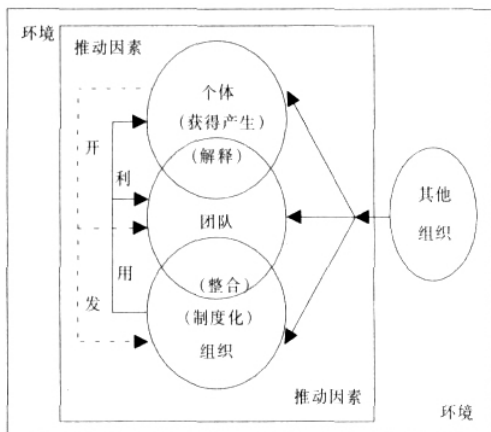 环境
推动因素
个体
(获得产生)
(解释)
开
利
团队
用
发
(整合)
(制度化)
组织
其他
组织
推动因素
环境